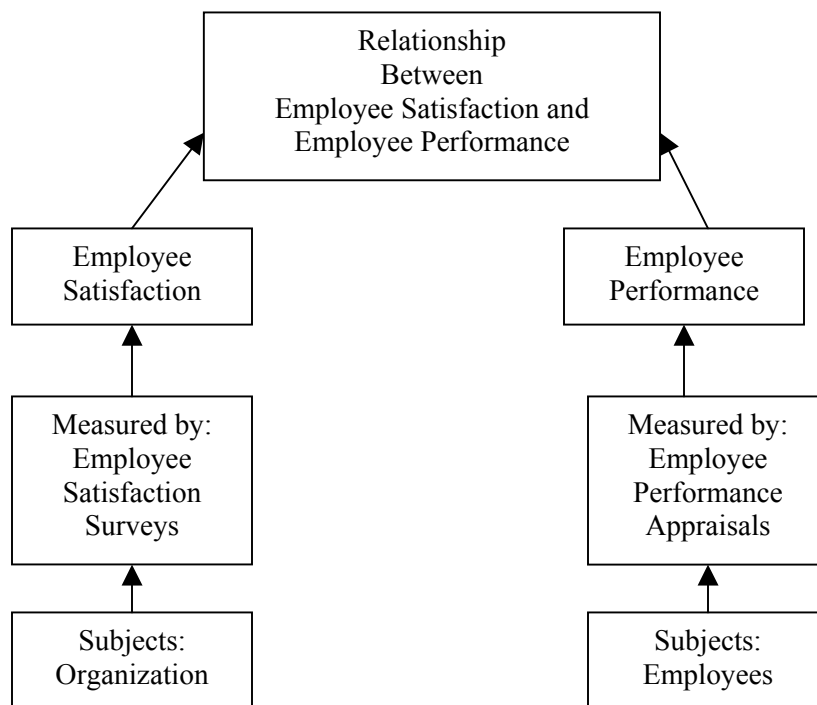 Relationship
Between
Employee Satisfaction and
Employee Performance
Employee
Satisfaction
Employee
Performance
Measured by:
Employee
Satisfaction
Surveys
Measured by:
Employee
Performance
Appraisals
Subjects:
Organization
Subjects:
Employees